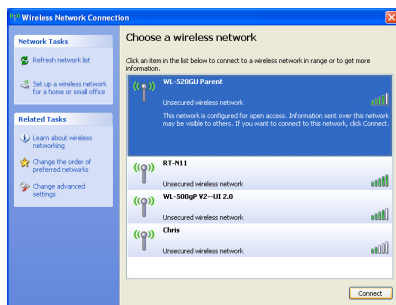 Wireless Network Connection
Network Tasks
Refresh network list
Set up a wireless network
for a home or small office
Related Tasks
Learn about wireless
networking
Change the order of
preferred networks
Change advanced
settings
Choose a wireless network
Click an item in the list below to connect to a wireless network in range or to get more
information.
WL-520GU Parent
Unsecured wireless network
This network is configured for open access. Information sent over this network
may be visible to others. If you want to connect to this network, click Connect.
RT-N11
Unsecured wireless network
WL-500gP V2--UI 2.0
Unsecured wireless network
Chris
Unsecured wireless network
Connect